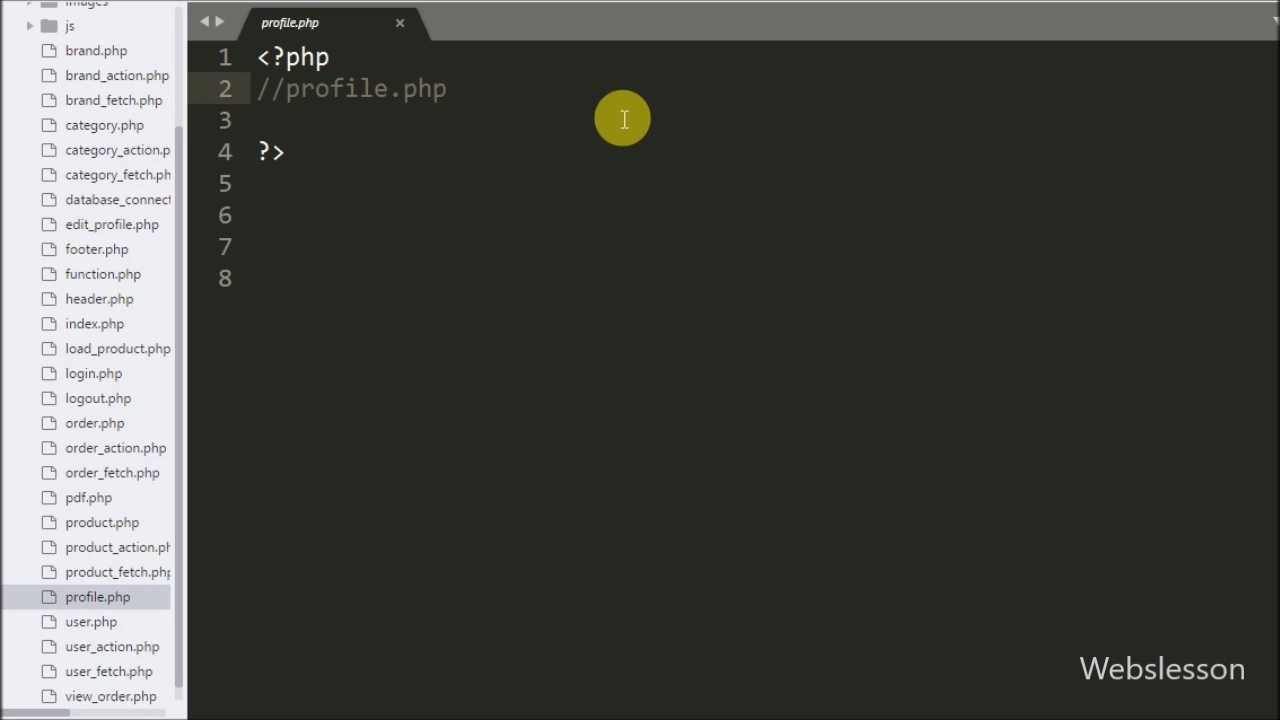 images
js
brand.php
brand_action.php
brand_fetch.php
category.php
category_action.p
category_fetch.ph
database_connect
edit_profile.php
footer.php
function.php
header.php
index.php
load_product.php
login.php
logout.php
order.php
order_action.php
order_fetch.php
pdf.php
product.php
product_action.ph
product_fetch.php
profile.php
user.php
user_action.php
user_fetch.php
view_order.php
profile.php ×
1 <?php
2 //profile.php
3
4 ?>
5
6
7
8
Webslesson